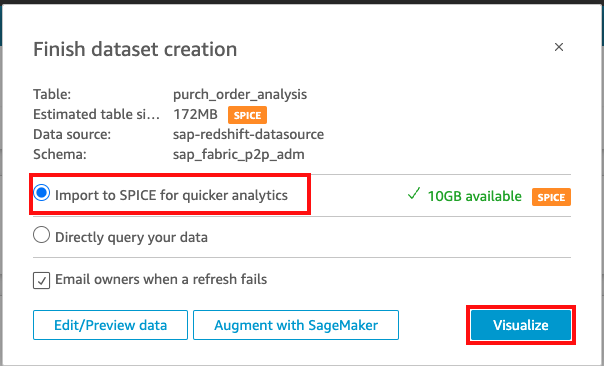 Finish dataset creation
Table: purch_order_analysis
Estimated table si... 172MB SPICE
Data source: sap-redshift-datasource
Schema: sap_fabric_p2p_adm
Import to SPICE for quicker analytics 10GB available SPICE
Directly query your data
Email owners when a refresh fails
Edit/Preview data Augment with SageMaker Visualize